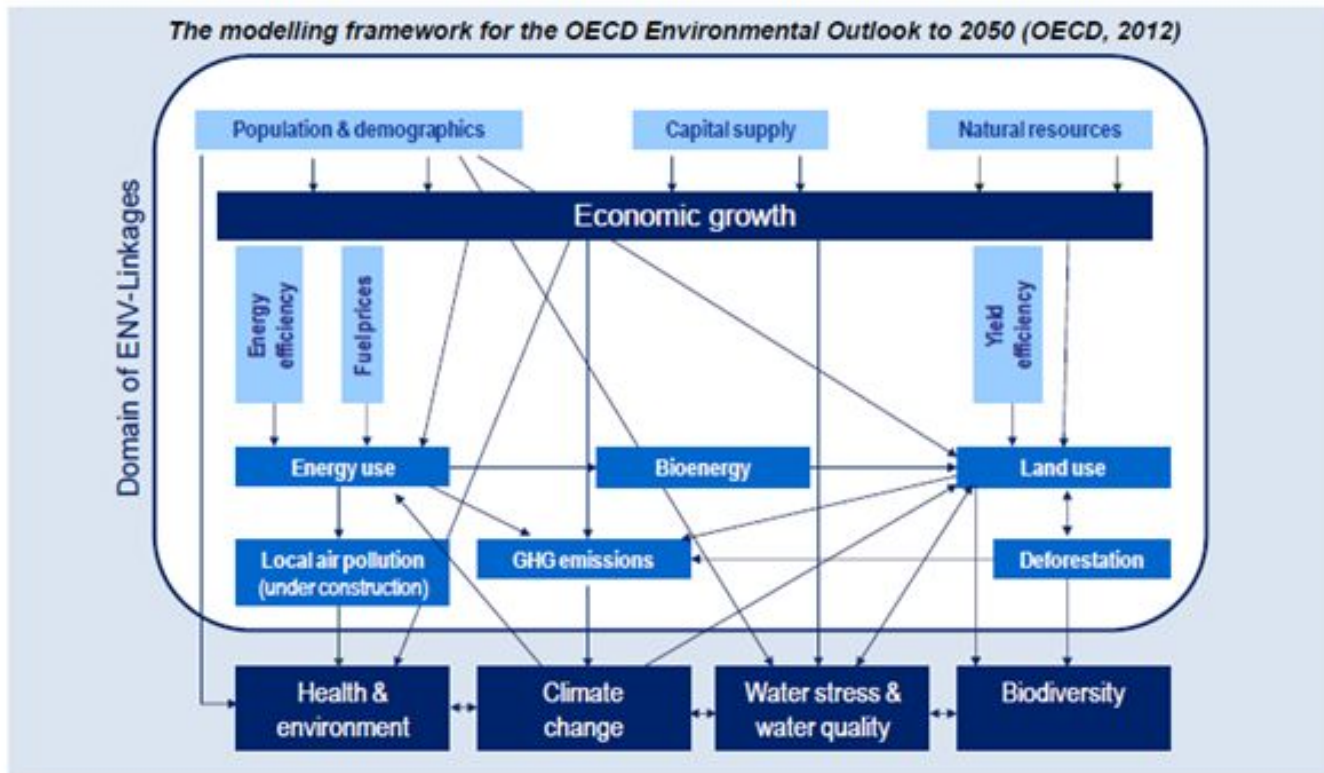 The modelling framework for the OECD Environmental Outlook to 2050 (OECD, 2012)
Domain of ENV-Linkages
Population & demographics
Capital supply
Natural resources
Economic growth
Energy
efficiency
Fuel prices
Yield
efficiency
Energy use
Bioenergy
Land use
Local air pollution
(under construction)
GHG emissions
Deforestation
Health &
environment
Climate
change
Water stress &
water quality
Biodiversity